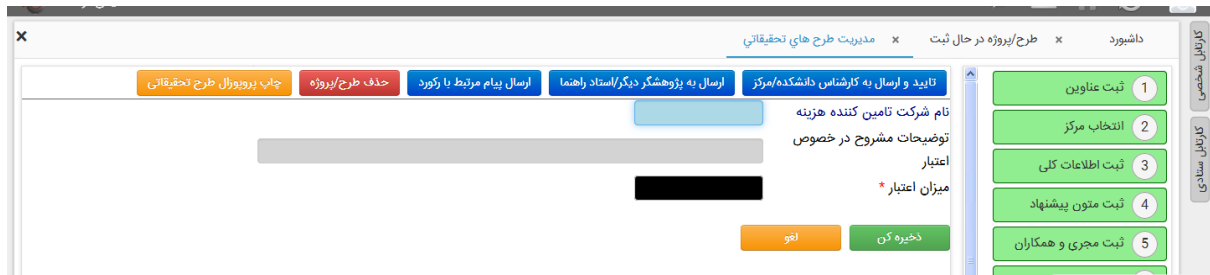 داشبورد
طرح/پروژه در حال ثبت ×
مديريت طرح هاي تحقيقاتي ×
×
کارتابل شخصی
کارتابل ستادی
1 ثبت عناوین
2 انتخاب مرکز
3 ثبت اطلاعات کلی
4 ثبت متون پیشنهاد
5 ثبت مجری و همکاران
تایید و ارسال به کارشناس دانشکده/مرکز
ارسال به پژوهشگر دیگر/استاد راهنما
ارسال پیام مرتبط با رکورد
حذف طرح/پروژه
چاپ پروپوزال طرح تحقیقاتی
نام شرکت تامین کننده هزینه
توضیحات مشروح در خصوص
اعتبار
میزان اعتبار *
ذخیره کن
لغو